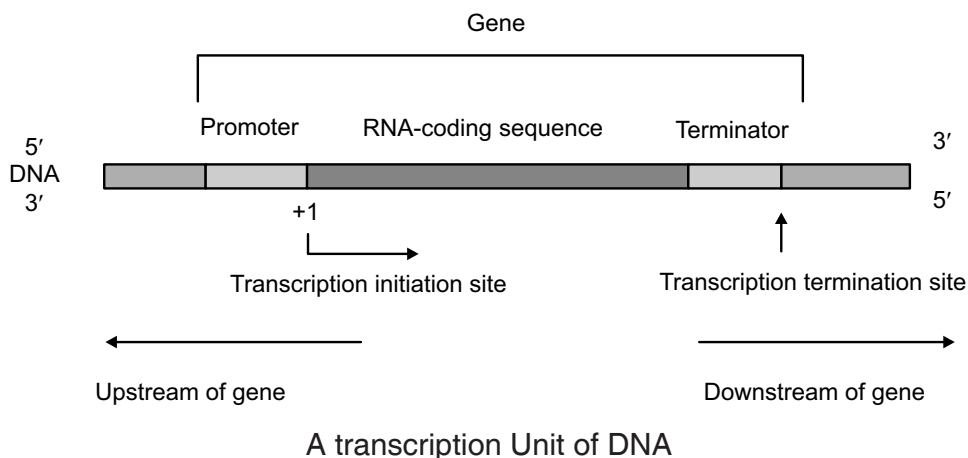 Gene
Promoter RNA-coding sequence Terminator
5′ 3′
DNA
3′ 5′
+1
Transcription initiation site Transcription termination site
Upstream of gene Downstream of gene
A transcription Unit of DNA